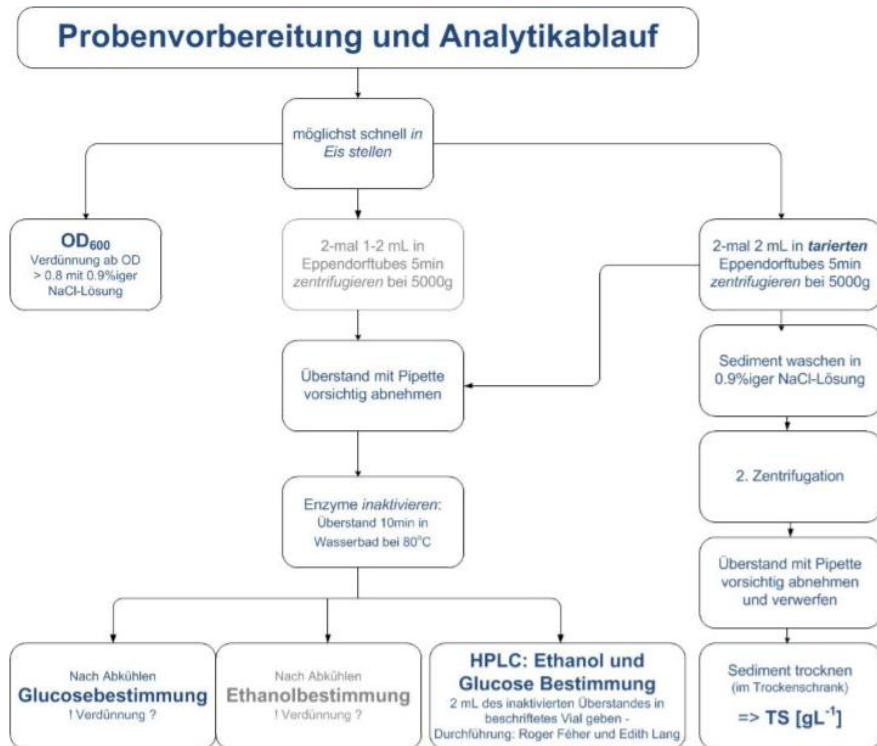 Probenvorbereitung und Analytikablauf
möglichst schnell in
Eis stellen
OD600
Verdünnung ab OD
> 0.8 mit 0.9%iger
NaCl-Lösung
2-mal 1-2 mL in
Eppendorftubes 5min
zentrifugieren bei 5000g
2-mal 2 mL in tarierten
Eppendorftubes 5min
zentrifugieren bei 5000g
Überstand mit Pipette
vorsichtig abnehmen
Sediment waschen in
0.9%iger NaCl-Lösung
2. Zentrifugation
Enzyme inaktivieren:
Überstand 10min in
Wasserbad bei 80°C
Überstand mit Pipette
vorsichtig abnehmen
und verwerfen
Nach Abkühlen
Glucosebestimmung
! Verdünnung ?
Nach Abkühlen
Ethanolbestimmung
! Verdünnung ?
HPLC: Ethanol und
Glucose Bestimmung
2 mL des inaktivierten Überstandes in
beschriftetes Vial geben -
Durchführung: Roger Féher und Edith Lang
Sediment trocknen
(im Trockenschrank)
=> TS [gL⁻¹]